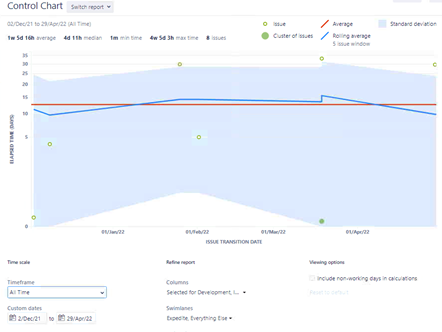 Control Chart Switch report
02/Dec/21 to 29/Apr/22 (All Time)
1w 5d 16h average 4d 11h median 1m min time 4w 5d 3h max time 8 issues
Issue Average Standard deviation
Cluster of issues Rolling average
5 issue window
35
30
25
20
15
10
5
0
ELAPSED TIME (DAYS)
01/Jan/22 01/Feb/22 01/Mar/22 01/Apr/22
ISSUE TRANSITION DATE
Time scale Refine report Viewing options
Timeframe Columns Include non-working days in calculations
All Time Selected for Development, I...
Custom dates Swimlanes
2/Dec/21 to 29/Apr/22 Expedite, Everything Else